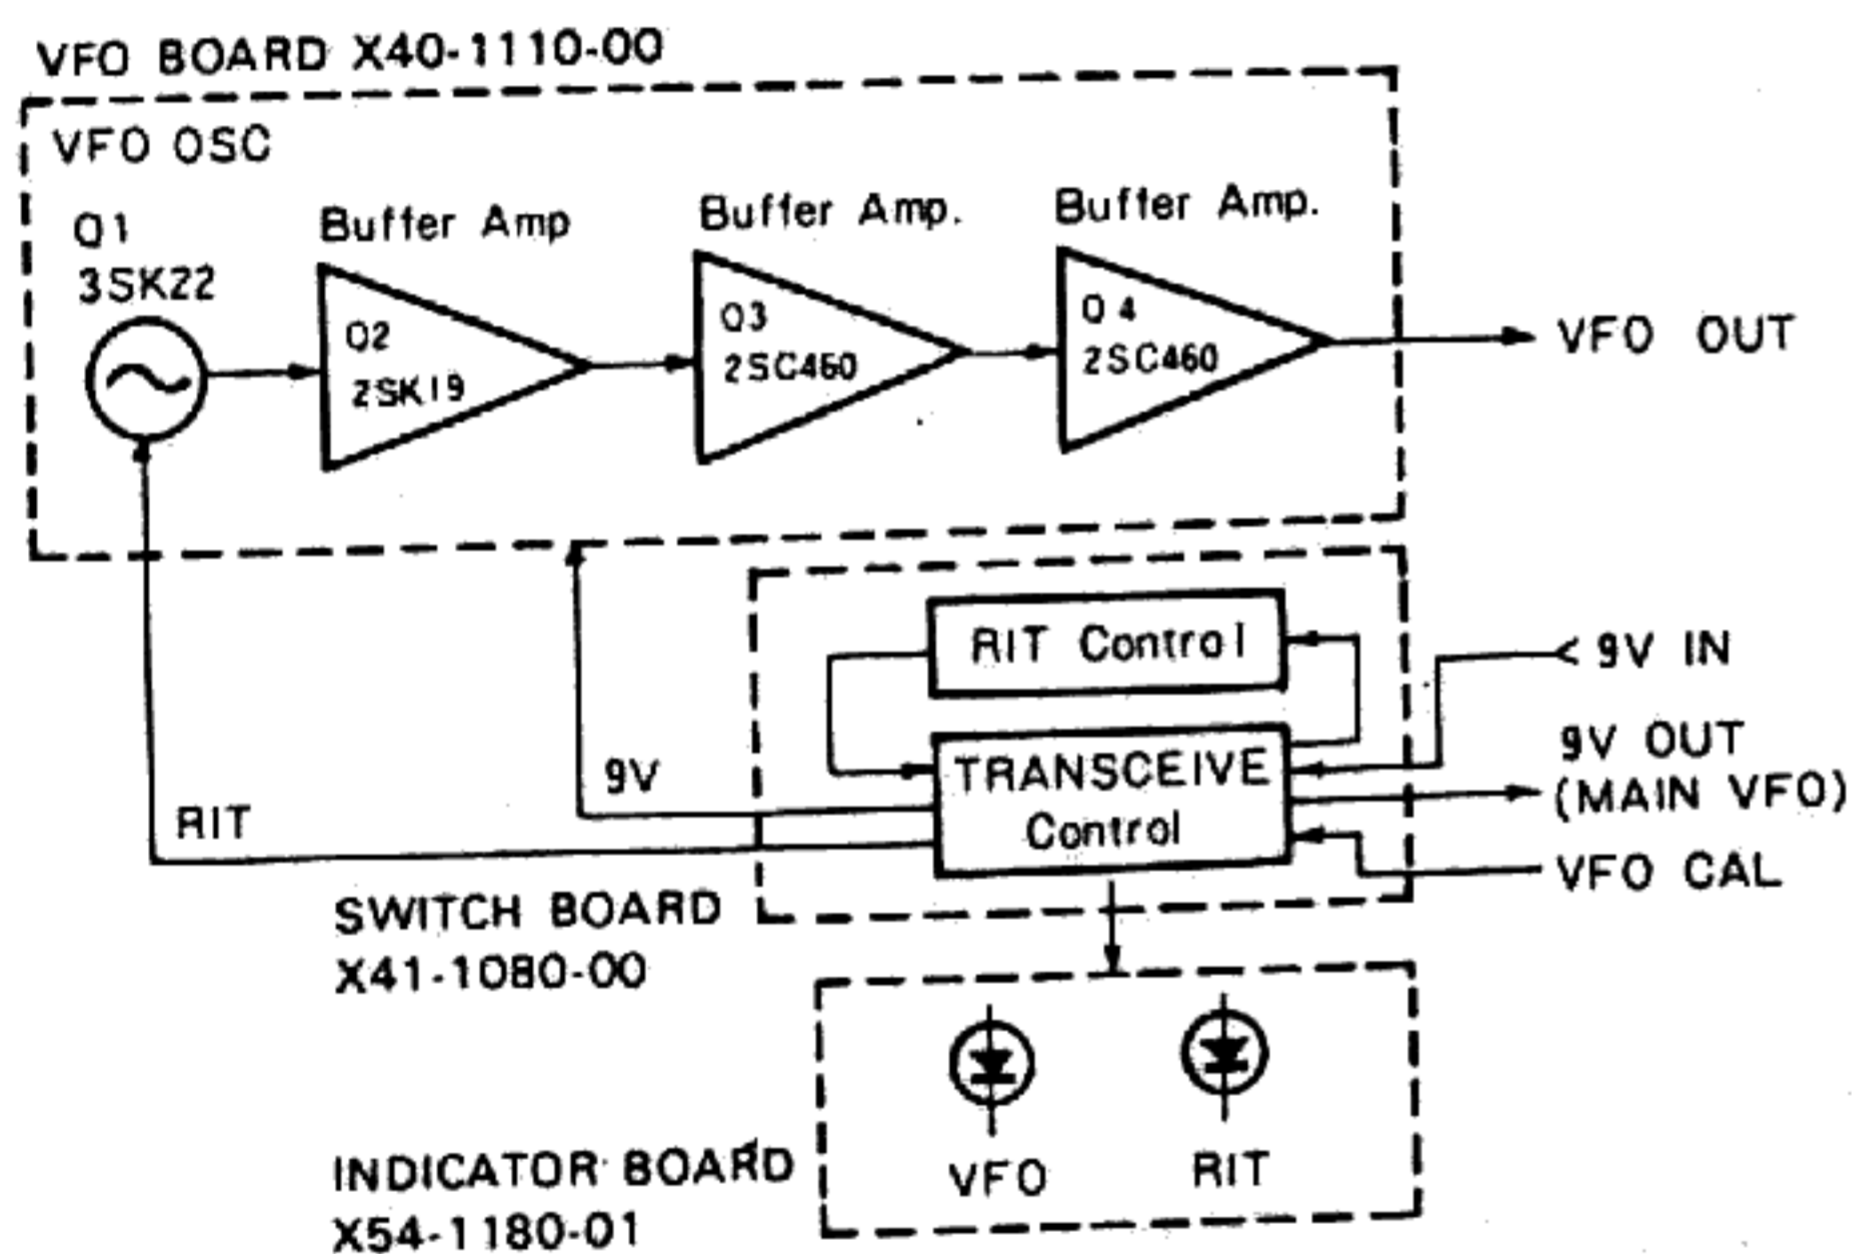 VFO BOARD X40-1110-00
VFO OSC
Q1
3SK22
Buffer Amp
Q2
2SK19
Buffer Amp.
Q3
2SC460
Buffer Amp.
Q4
2SC460
VFO OUT
RIT Control
9V IN
TRANSCEIVE
Control
9V OUT
(MAIN VFO)
VFO CAL
9V
RIT
SWITCH BOARD
X41-1080-00
INDICATOR BOARD
X54-1180-01
VFO
RIT